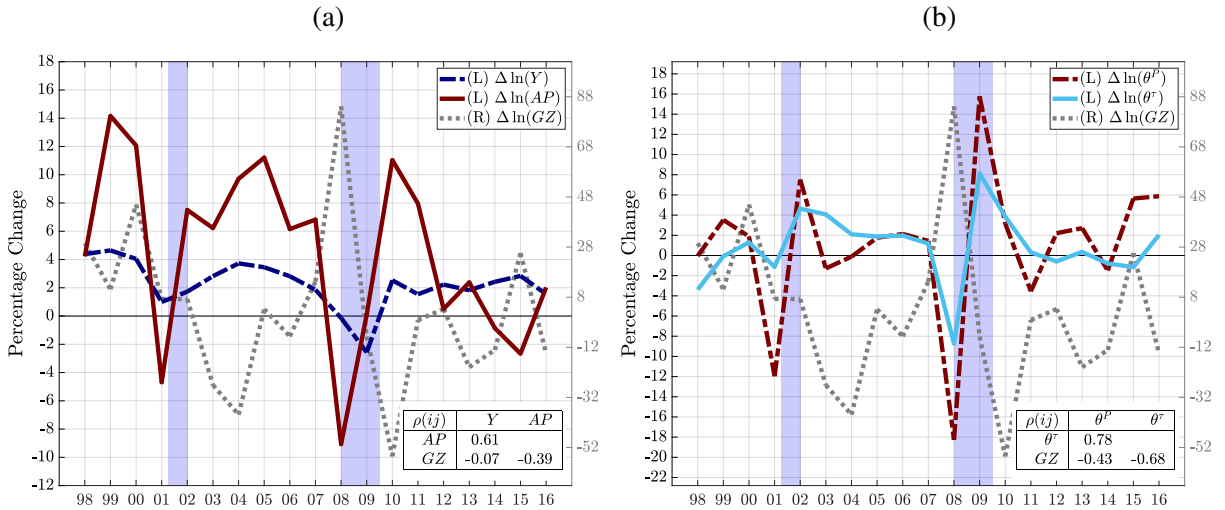 (a)
Percentage Change
18
16
14
12
10
8
6
4
2
0
-2
-4
-6
-8
-10
-12
88
68
48
28
8
-12
-32
-52
98 99 00 01 02 03 04 05 06 07 08 09 10 11 12 13 14 15 16
(L) Δ ln(Y)
(L) Δ ln(AP)
(R) Δ ln(GZ)
ρ(ij) Y AP
AP 0.61
GZ -0.07 -0.39
(b)
Percentage Change
18
16
14
12
10
8
6
4
2
0
-2
-4
-6
-8
-10
-12
-14
-16
-18
-20
-22
88
68
48
28
8
-12
-32
-52
98 99 00 01 02 03 04 05 06 07 08 09 10 11 12 13 14 15 16
(L) Δ ln(θᴾ)
(L) Δ ln(θ^τ)
(R) Δ ln(GZ)
ρ(ij) θᴾ θ^τ
θ^τ 0.78
GZ -0.43 -0.68